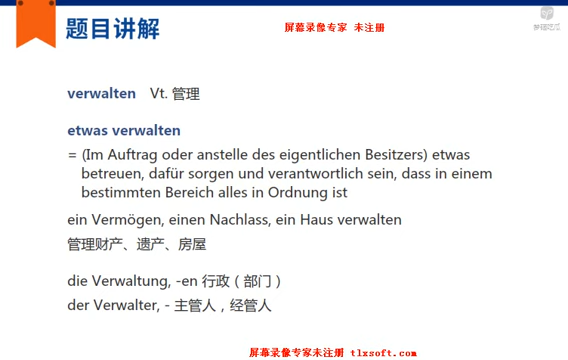 题目讲解
屏幕录像专家 未注册
verwalten Vt. 管理
etwas verwalten
= (Im Auftrag oder anstelle des eigentlichen Besitzers) etwas
betreuen, dafür sorgen und verantwortlich sein, dass in einem
bestimmten Bereich alles in Ordnung ist
ein Vermögen, einen Nachlass, ein Haus verwalten
管理财产、遗产、房屋
die Verwaltung, -en 行政（部门）
der Verwalter, - 主管人，经管人
屏幕录像专家未注册 tlxsoft.com